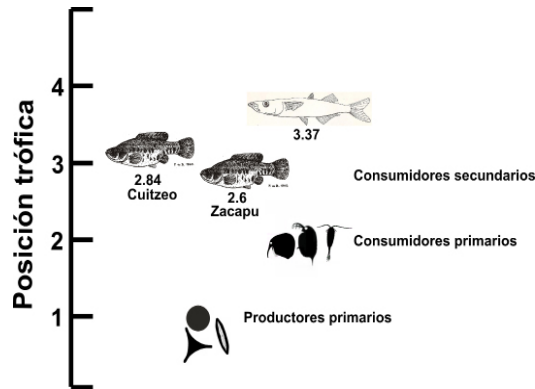 Posición trófica
4
3
2
1
3.37
2.84
Cuitzeo
2.6
Zacapu
Consumidores secundarios
Consumidores primarios
Productores primarios